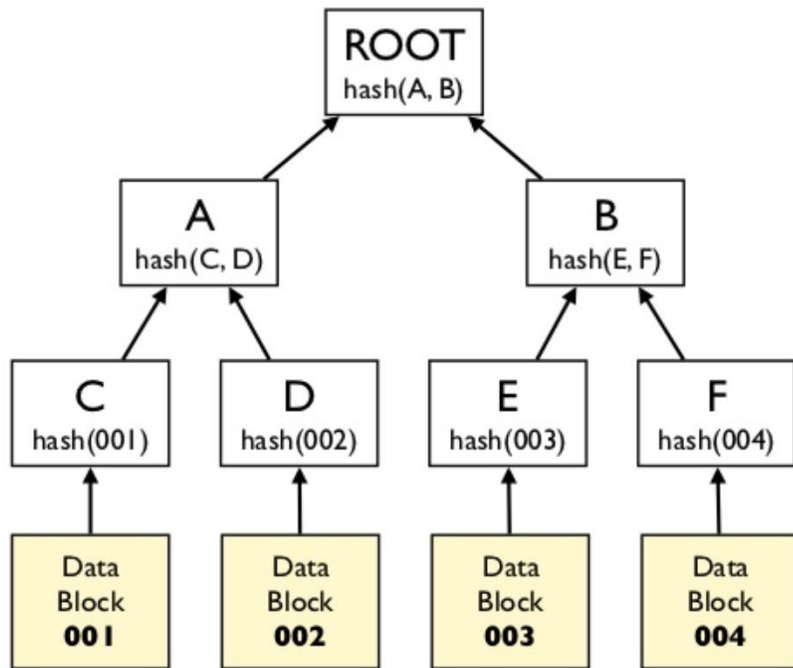 ROOT
hash(A, B)
A
hash(C, D)
B
hash(E, F)
C
hash(001)
D
hash(002)
E
hash(003)
F
hash(004)
Data
Block
001
Data
Block
002
Data
Block
003
Data
Block
004